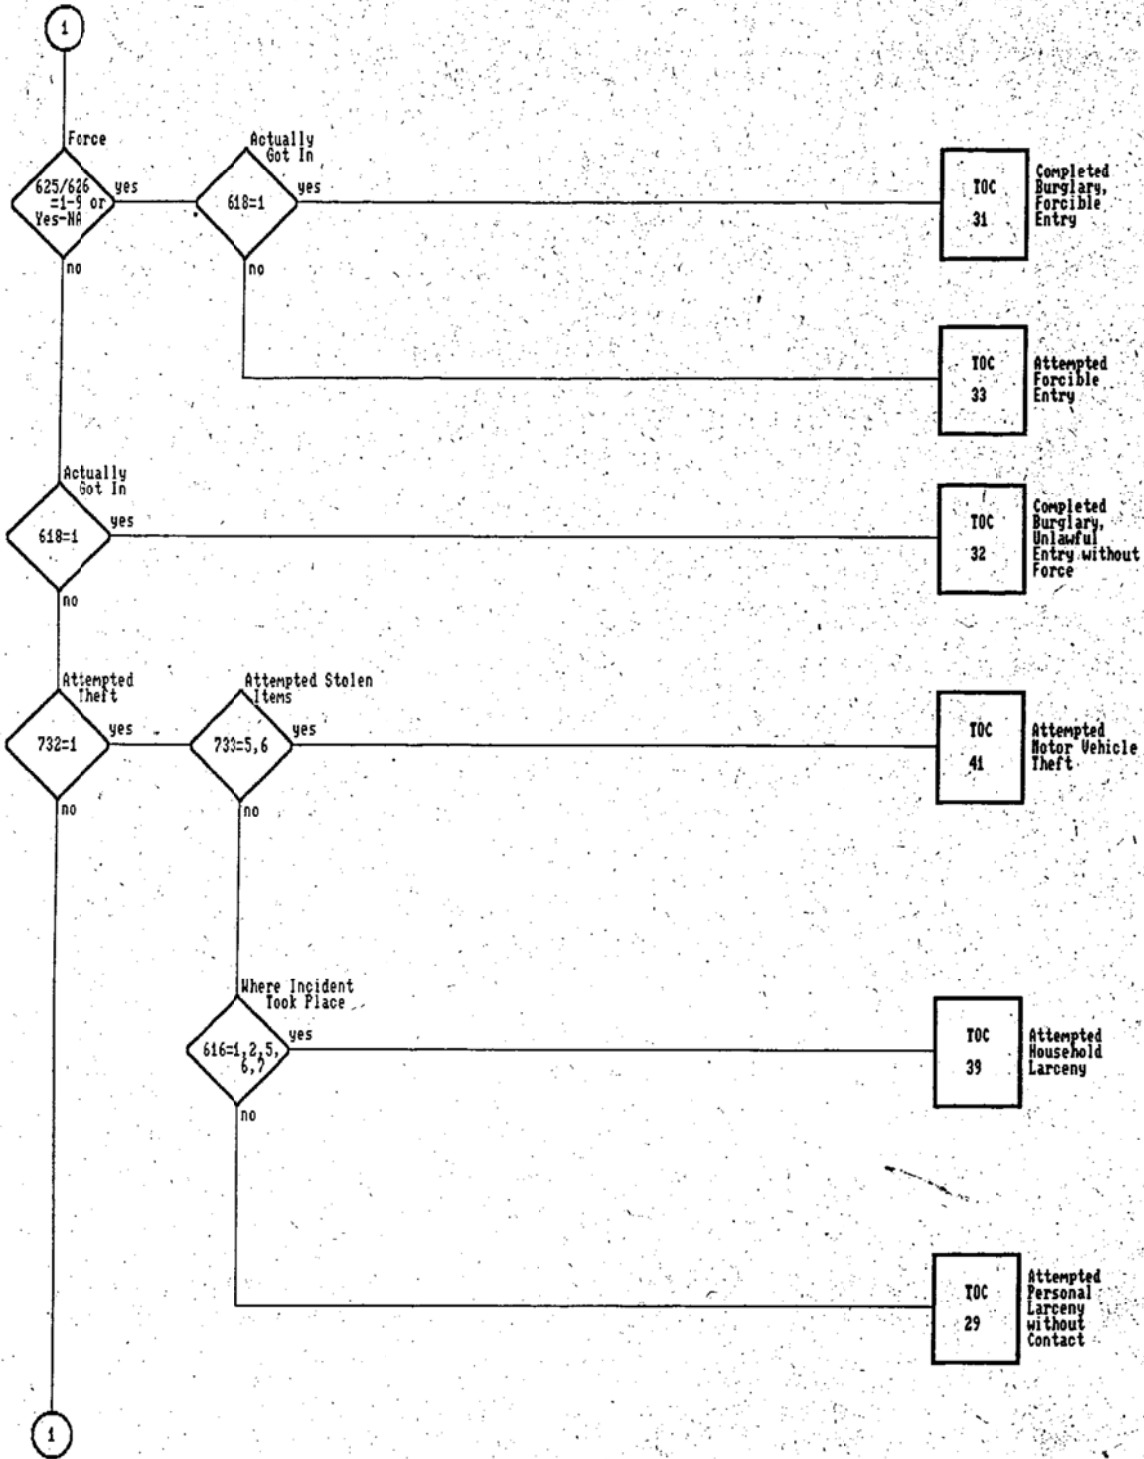 1
Force
625/626
=1-9 or
Yes-NA
yes
no
Actually
Got In
618=1
yes
no
TOC
31
Completed
Burglary,
Forcible
Entry
TOC
33
Attempted
Forcible
Entry
Actually
Got In
618=1
yes
no
TOC
32
Completed
Burglary,
Unlawful
Entry without
Force
Attempted
Theft
732=1
yes
no
Attempted Stolen
Items
733=5,6
yes
no
TOC
41
Attempted
Motor Vehicle
Theft
Where Incident
Took Place
616=1,2,5,
6,7
yes
no
TOC
39
Attempted
Household
Larceny
TOC
29
Attempted
Personal
Larceny
without
Contact
1